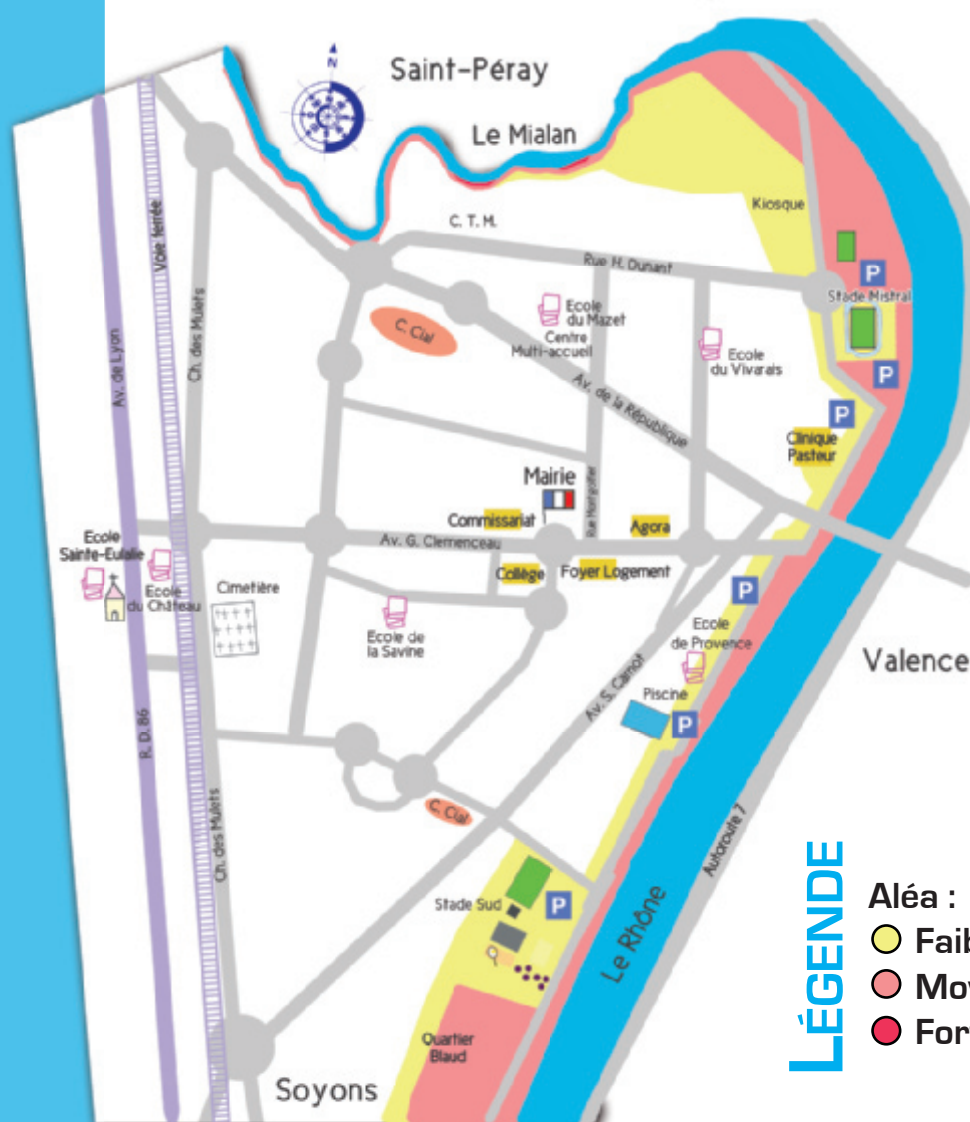 N
Saint-Péray
Le Mialan
Kiosque
C. T. M.
Rue H. Dunant
Voie ferrée
P
Stade Mistral
Ch. des Mulets
Ecole
du Mazet
Centre
Multi-accueil
C. Cial
Av. de Lyon
Ecole
du Vivarais
P
Av. de la République
P
Clinique
Pasteur
Mairie
Rue Montgolfier
Commissariat
Agora
Av. G. Clemenceau
Ecole
Sainte-Eulalie
Collège
Foyer Logement
Ecole
du Château
Cimetière
P
Ecole
de Provence
Ecole de
la Savine
Valence
Av. S. Carnot
Piscine
P
R. D. 86
Ch. des Mulets
C. Cial
Autoroute 7
Stade Sud
P
Le Rhône
Quartier
Blaud
Soyons
LÉGENDE
Aléa :
Faib
Moy
For